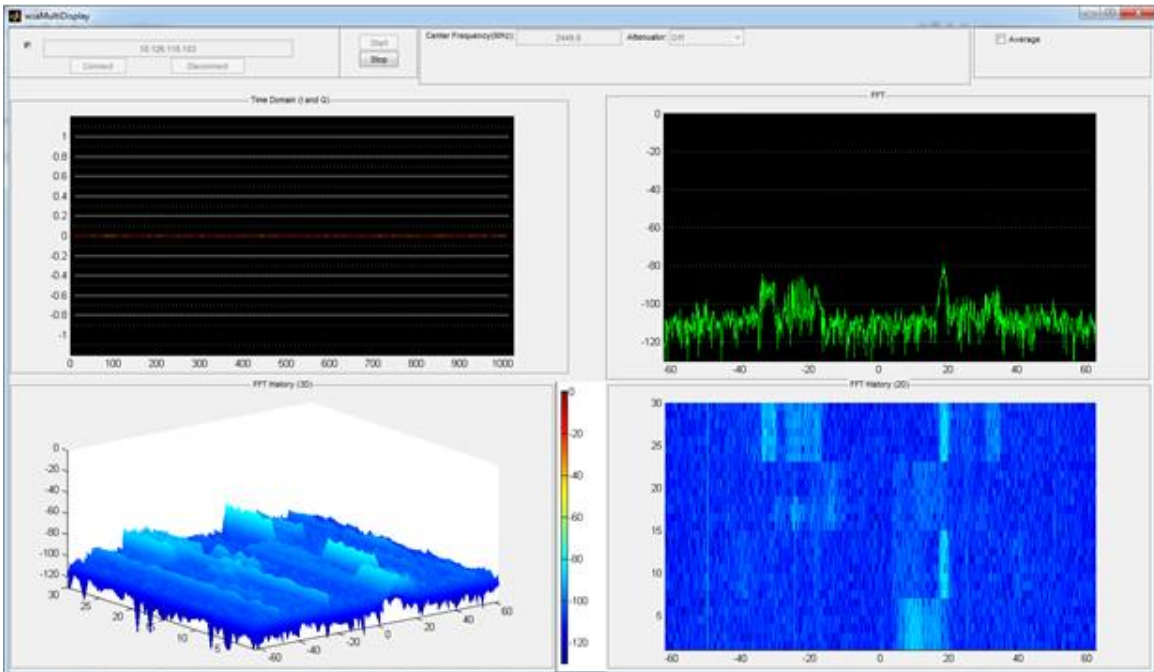 wsaMultiDisplay
IP:
10.126.110.103
Connect
Disconnect
Start
Stop
Center Frequency(MHz)
2449.6
Attenuator:
Off
Average
Time Domain (I and Q)
1
0.8
0.6
0.4
0.2
0
-0.2
-0.4
-0.6
-0.8
-1
0 100 200 300 400 500 600 700 800 900 1000
FFT
0
-20
-40
-60
-80
-100
-120
-60 -40 -20 0 20 40 60
FFT History (3D)
0
-20
-40
-60
-80
-100
-120
30
25
20
10
5
-60 -40 -20 0 20 40 60
0
-20
-40
-60
-80
-100
-120
FFT History (2D)
30
25
20
15
10
5
-60 -40 -20 0 20 40 60